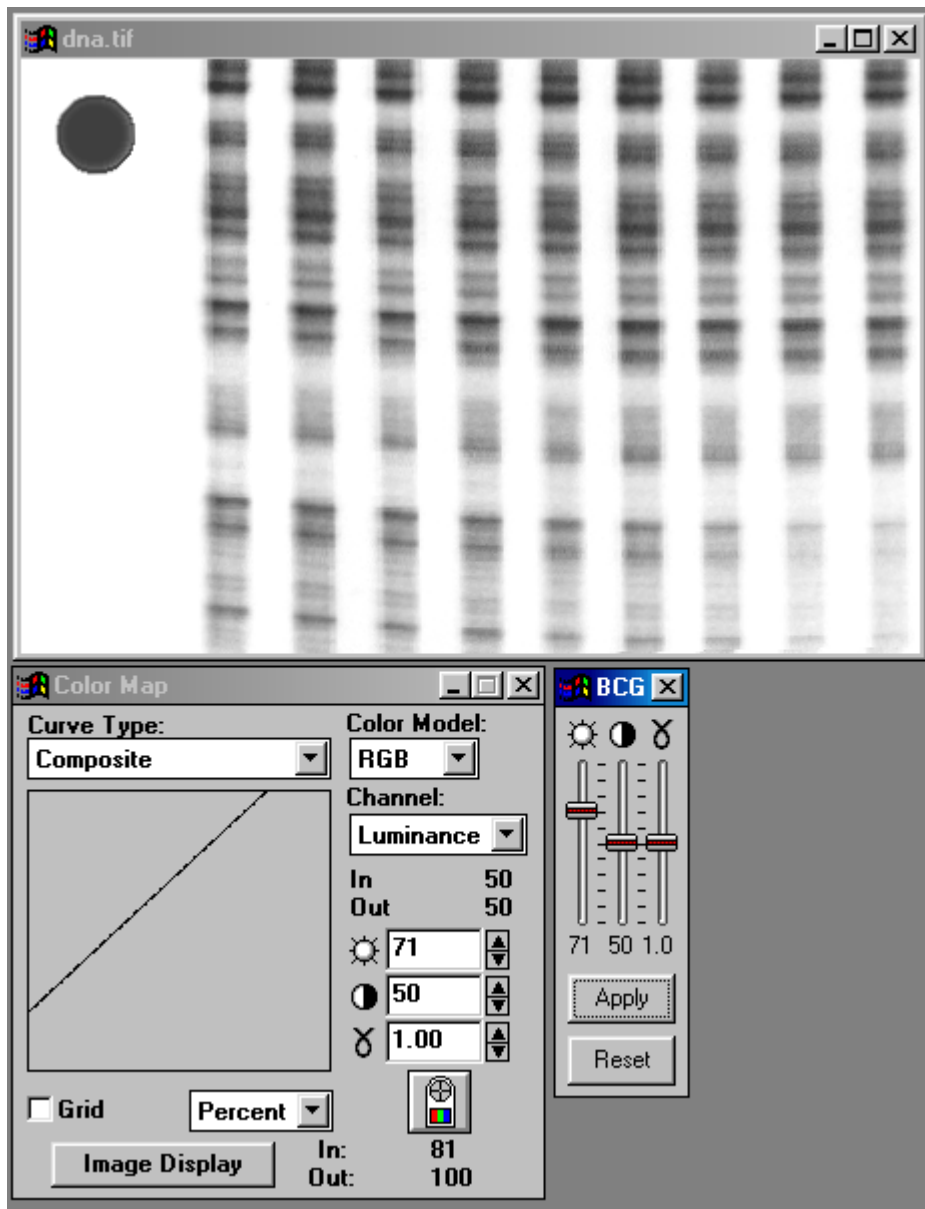 dna.tif
Color Map
BCG
Curve Type:
Color Model:
Composite
RGB
Channel:
Luminance
In 50
Out 50
71
50
1.00
71 50 1.0
Apply
Reset
Grid
Percent
Image Display
In: 81
Out: 100